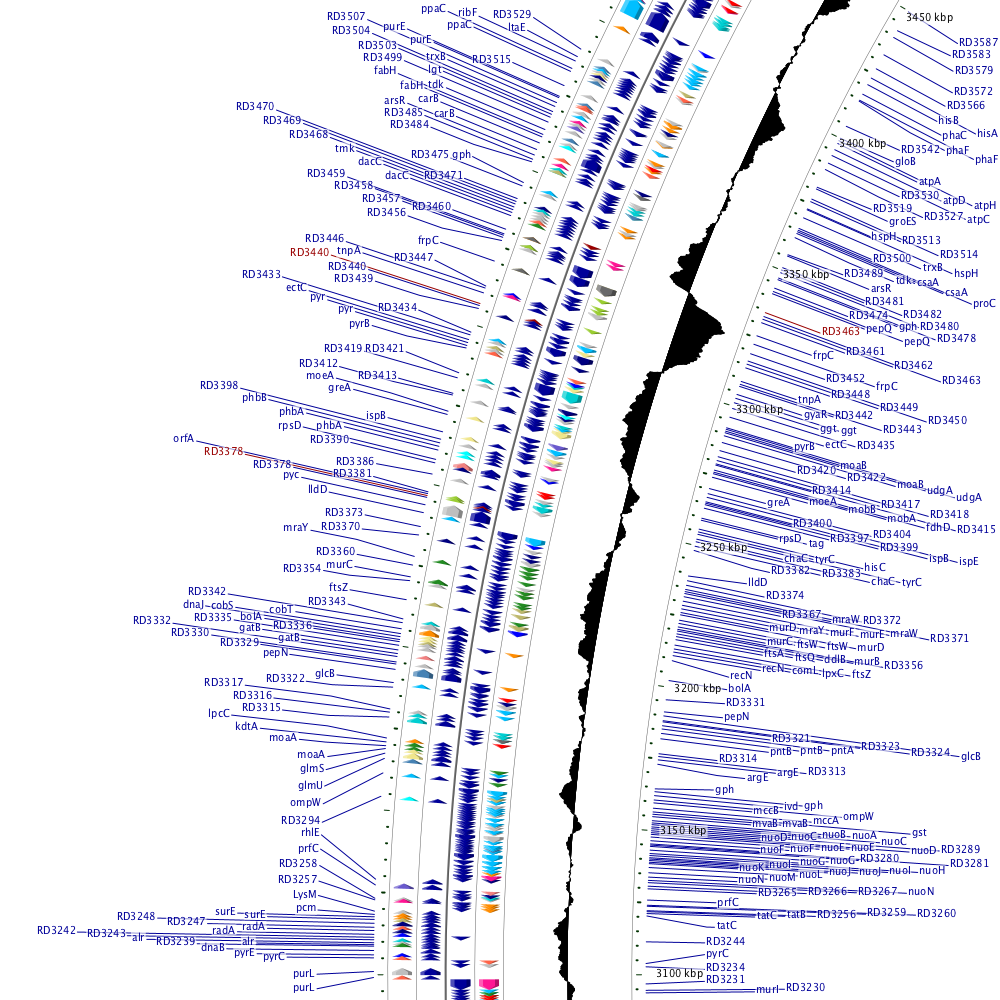 ppaC ribF RD3529
RD3507 purE ppaC ltaE
RD3504 purE
RD3503 trxB RD3515
RD3499 lgt
fabH fabH tdk
arsR carB
RD3485 carB
RD3484
RD3470
RD3469
RD3468
tmk RD3475 gph
dacC
dacC RD3471
RD3459
RD3458
RD3457 RD3460
RD3456
RD3446 frpC
RD3440 tnpA RD3447
RD3440
RD3433 RD3439
ectC
pyr RD3434
pyr
pyrB
RD3419 RD3421
RD3412
moeA RD3413
RD3398 greA
phbB
phbA ispB
rpsD phbA
orfA RD3390
RD3378
RD3378 RD3386
pyc RD3381
lldD
RD3373
mraY RD3370
RD3360
RD3354 murC
RD3342 ftsZ
dnaJ cobS cobT RD3343
RD3332 RD3335 bolA
RD3330 gatB RD3336
RD3329 gatB
pepN
RD3317 RD3322 glcB
RD3316
lpcC RD3315
kdtA
moaA
moaA
glmS
glmU
ompW
RD3294
rhlE
prfC
RD3258
RD3257
LysM
pcm
RD3248 surE surE
RD3242 RD3243 RD3247 radA radA
alr RD3239 alr
dnaB pyrE pyrC
purL
purL
3450 kbp
RD3587
RD3583
RD3579
RD3572
RD3566
hisB
hisA
phaC
3400 kbp RD3542 phaF
gloB phaF
atpA
RD3530 atpD atpH
RD3519 RD3527 atpC
groES
hspH RD3513
RD3514
RD3500 trxB hspH
3350 kbp RD3489 tdk csaA
arsR csaA
RD3481 proC
RD3474 RD3482
RD3463 pepQ gph RD3480
pepQ RD3478
frpC RD3461
RD3462
RD3452 frpC RD3463
RD3448
tnpA RD3449
3300 kbp gyaR RD3442 RD3450
ggt ggt RD3443
pyrB ectC RD3435
RD3420 moaB
RD3422 moaB udgA udgA
RD3414
greA moeA mobB RD3417
mobA RD3418
RD3400 fdhD RD3415
rpsD tag RD3397 RD3404
3250 kbp RD3399
chaC tyrC ispB ispE
RD3382 RD3383 hisC
chaC tyrC
lldD
RD3374
RD3367 mraW RD3372
murD mraY murF murE mraW RD3371
murC ftsW ftsW murD
ftsA ftsQ ddlB murB RD3356
recN comL lpxC ftsZ
recN
3200 kbp bolA
RD3331
pepN
RD3321
pntB pntB pntA RD3323 RD3324 glcB
RD3314
argE argE RD3313
gph
mccB ivd gph
mvaB mvaB mccA ompW
3150 kbp nuoD nuoC nuoB nuoA nuoC gst
nuoF nuoF nuoE nuoE nuoD RD3289
nuoK nuoI nuoG nuoG RD3280 RD3281
nuoN nuoM nuoL nuoJ nuoJ nuoI nuoH
RD3265 RD3266 RD3267 nuoN
prfC
tatC tatB RD3256 RD3259 RD3260
tatC
RD3244
pyrC
RD3234
3100 kbp RD3231
murI RD3230